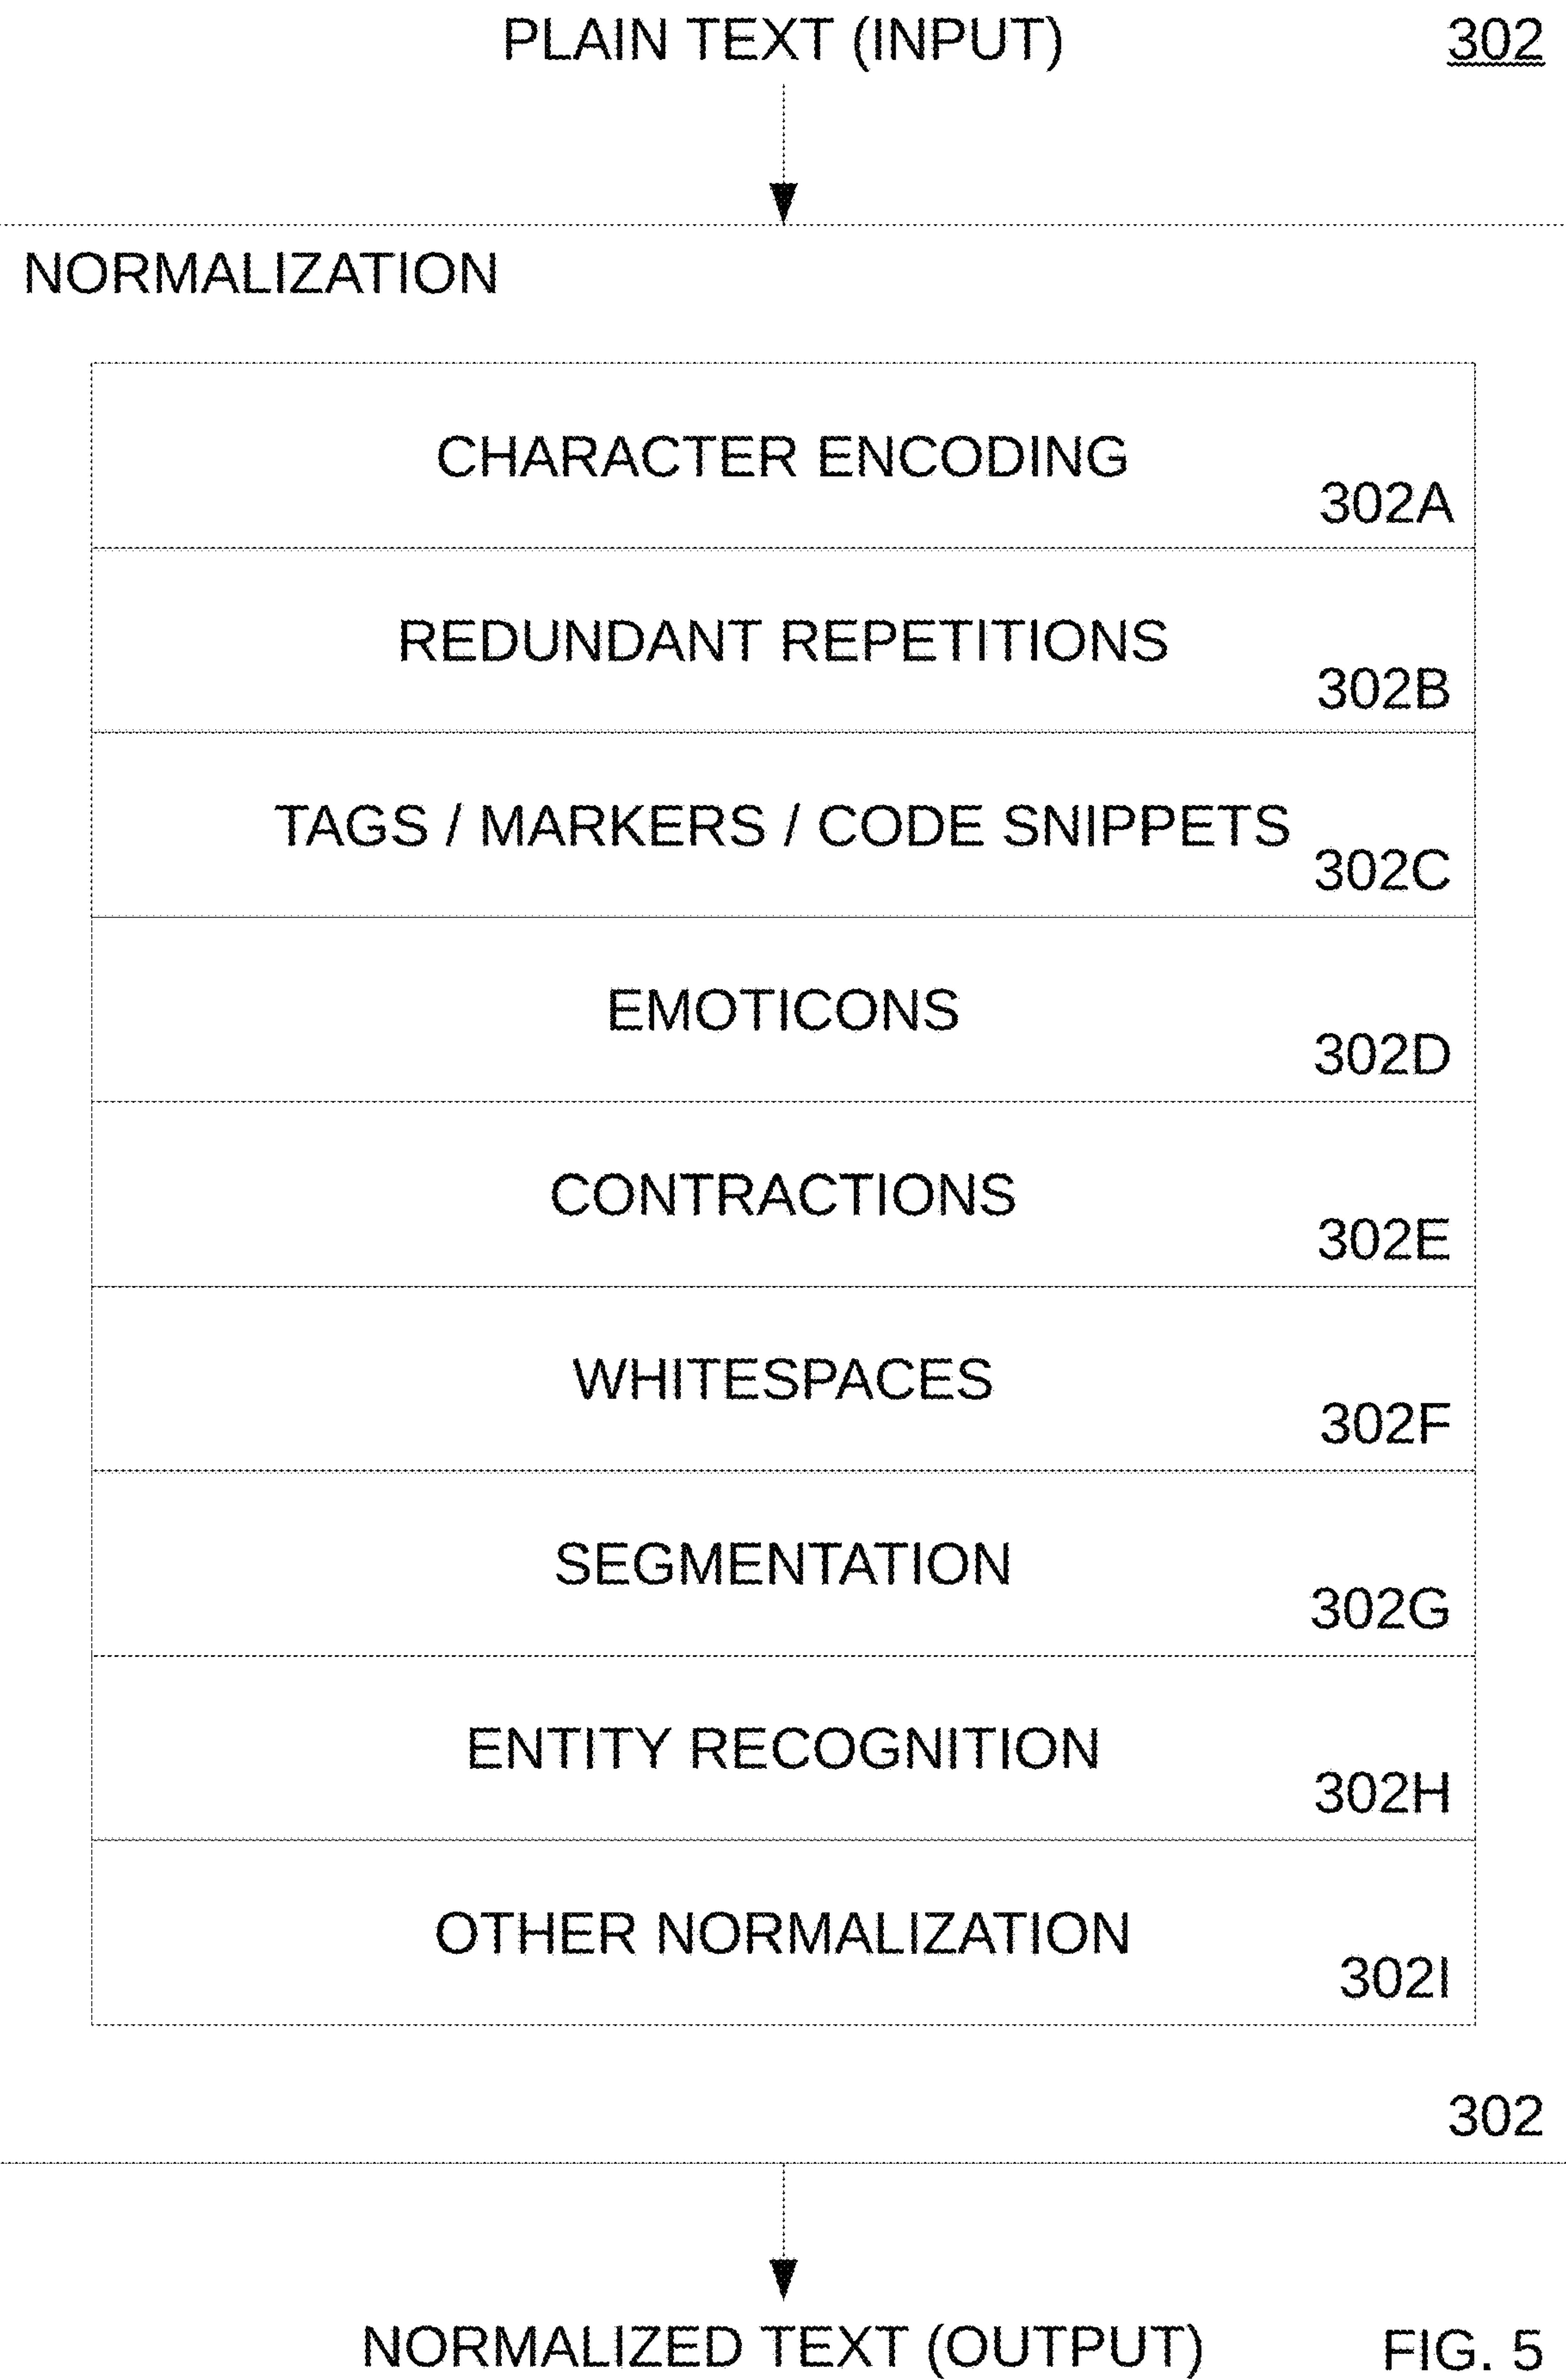 PLAIN TEXT (INPUT) 302
NORMALIZATION
CHARACTER ENCODING
302A
REDUNDANT REPETITIONS
302B
TAGS / MARKERS / CODE SNIPPETS
302C
EMOTICONS
302D
CONTRACTIONS
302E
WHITESPACES
302F
SEGMENTATION
302G
ENTITY RECOGNITION
302H
OTHER NORMALIZATION
302I
302
NORMALIZED TEXT (OUTPUT) FIG. 5